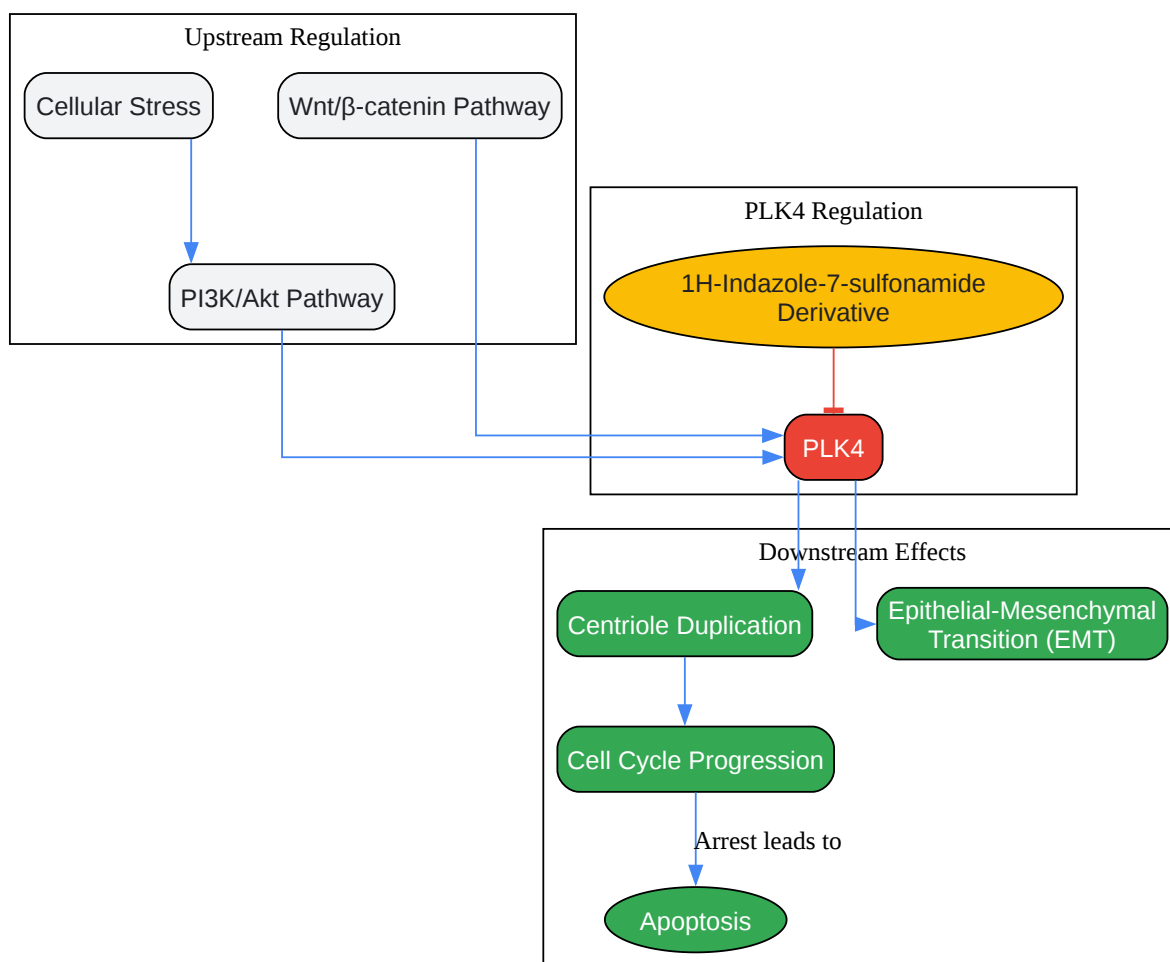 Upstream Regulation
Cellular Stress
Wnt/β-catenin Pathway
PI3K/Akt Pathway
PLK4 Regulation
1H-Indazole-7-sulfonamide
Derivative
PLK4
Downstream Effects
Centriole Duplication
Epithelial-Mesenchymal
Transition (EMT)
Cell Cycle Progression
Arrest leads to
Apoptosis